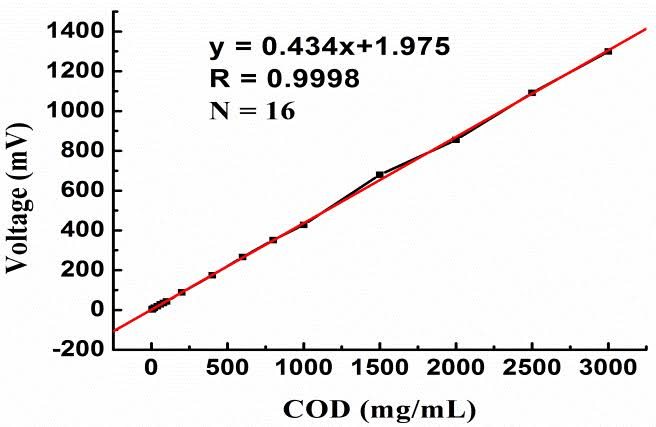 1400
1200
1000
800
600
400
200
0
-200
y = 0.434x+1.975
R = 0.9998
N = 16
Voltage (mV)
0 500 1000 1500 2000 2500 3000
COD (mg/mL)